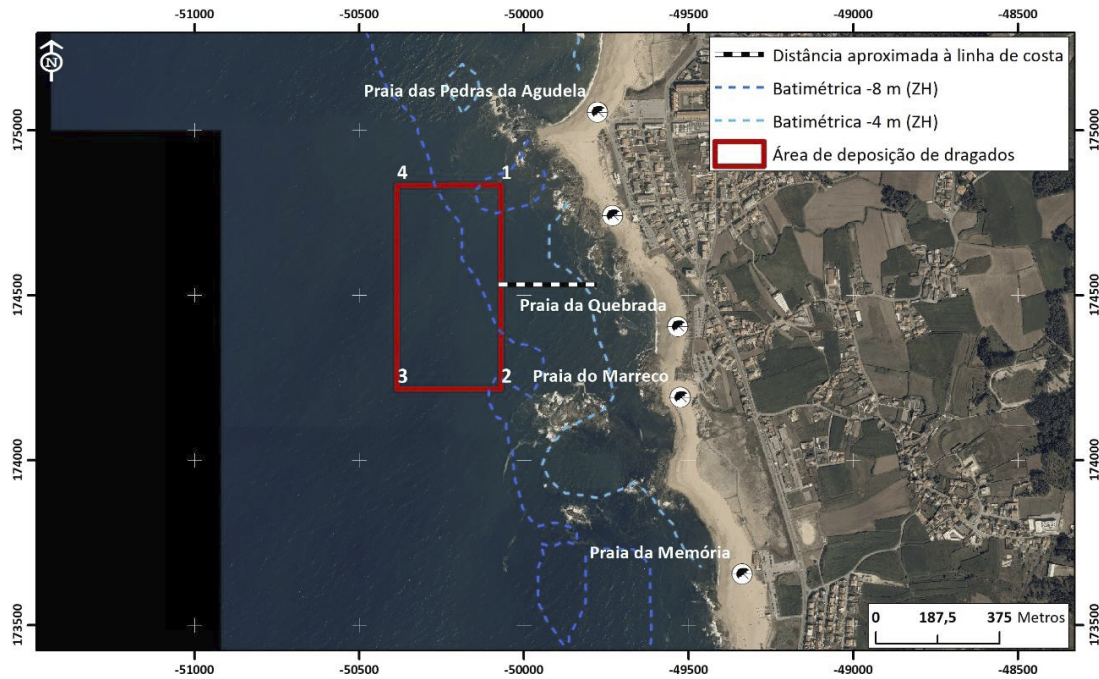 -51000 -50500 -50000 -49500 -49000 -48500
N
Distância aproximada à linha de costa
Batimétrica -8 m (ZH)
Batimétrica -4 m (ZH)
Área de deposição de dragados
Praia das Pedras da Agudela
175000 175000
4 1
174500 174500
Praia da Quebrada
3 2
Praia do Marreco
174000 174000
Praia da Memória
0 187,5 375 Metros
173500 173500
-51000 -50500 -50000 -49500 -49000 -48500